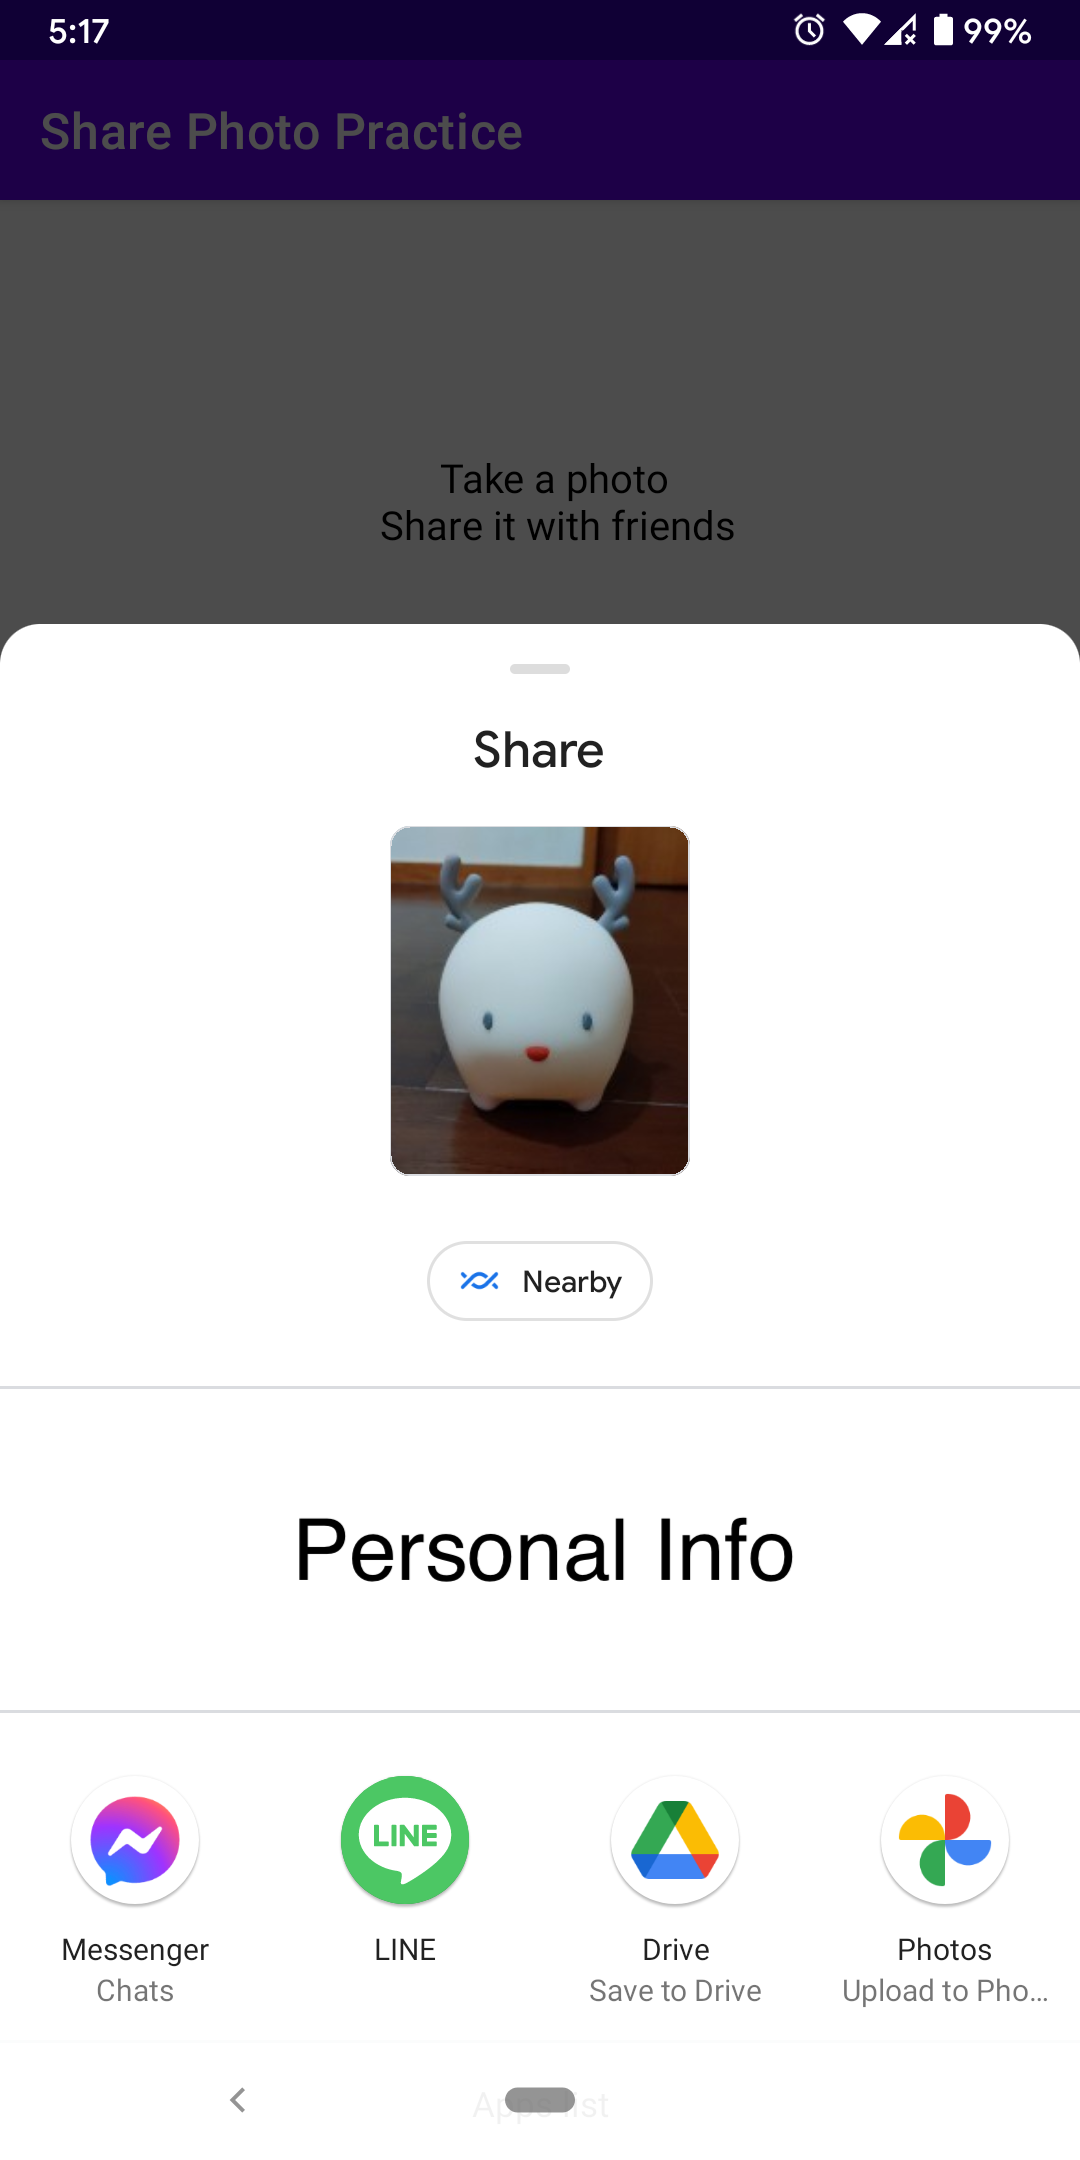 5:17
99%
Share Photo Practice
Take a photo
Share it with friends
Share
Nearby
Personal Info
LINE
Messenger
Chats
LINE
Drive
Save to Drive
Photos
Upload to Pho...
Apps list